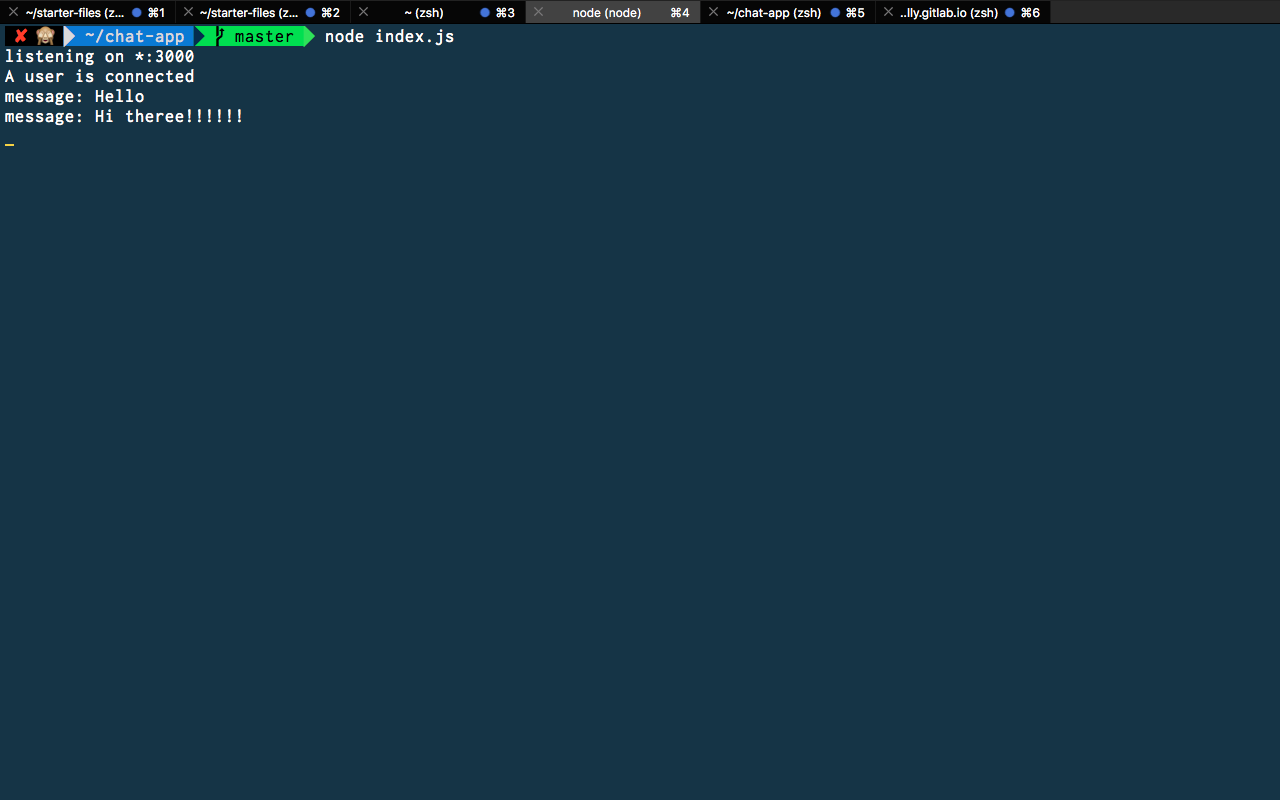 ~/starter-files (z... ⌘1 ~/starter-files (z... ⌘2 ~ (zsh) ⌘3 node (node) ⌘4 ~/chat-app (zsh) ⌘5 ..lly.gitlab.io (zsh) ⌘6
✘ 🙈 ~/chat-app master node index.js
listening on *:3000
A user is connected
message: Hello
message: Hi theree!!!!!!